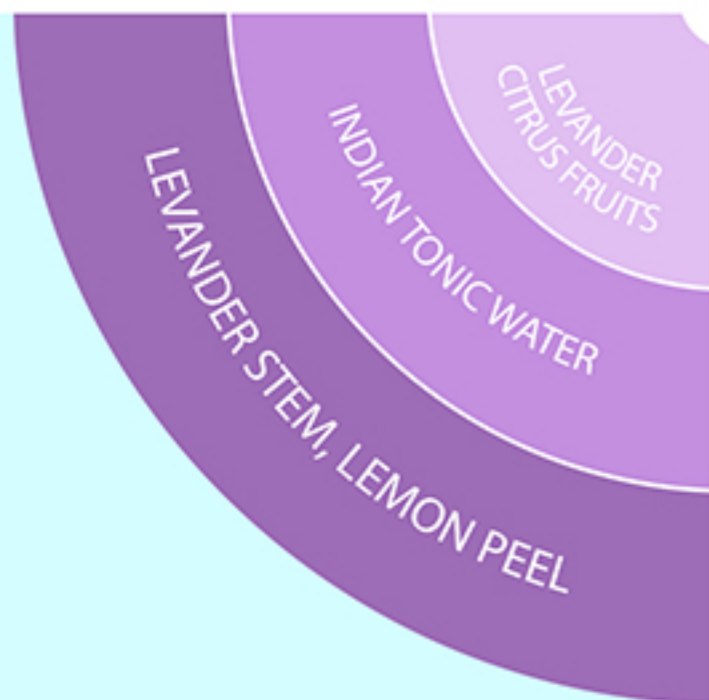 LEVANDER
CITRUS FRUITS
INDIAN TONIC WATER
LEVANDER STEM, LEMON PEEL